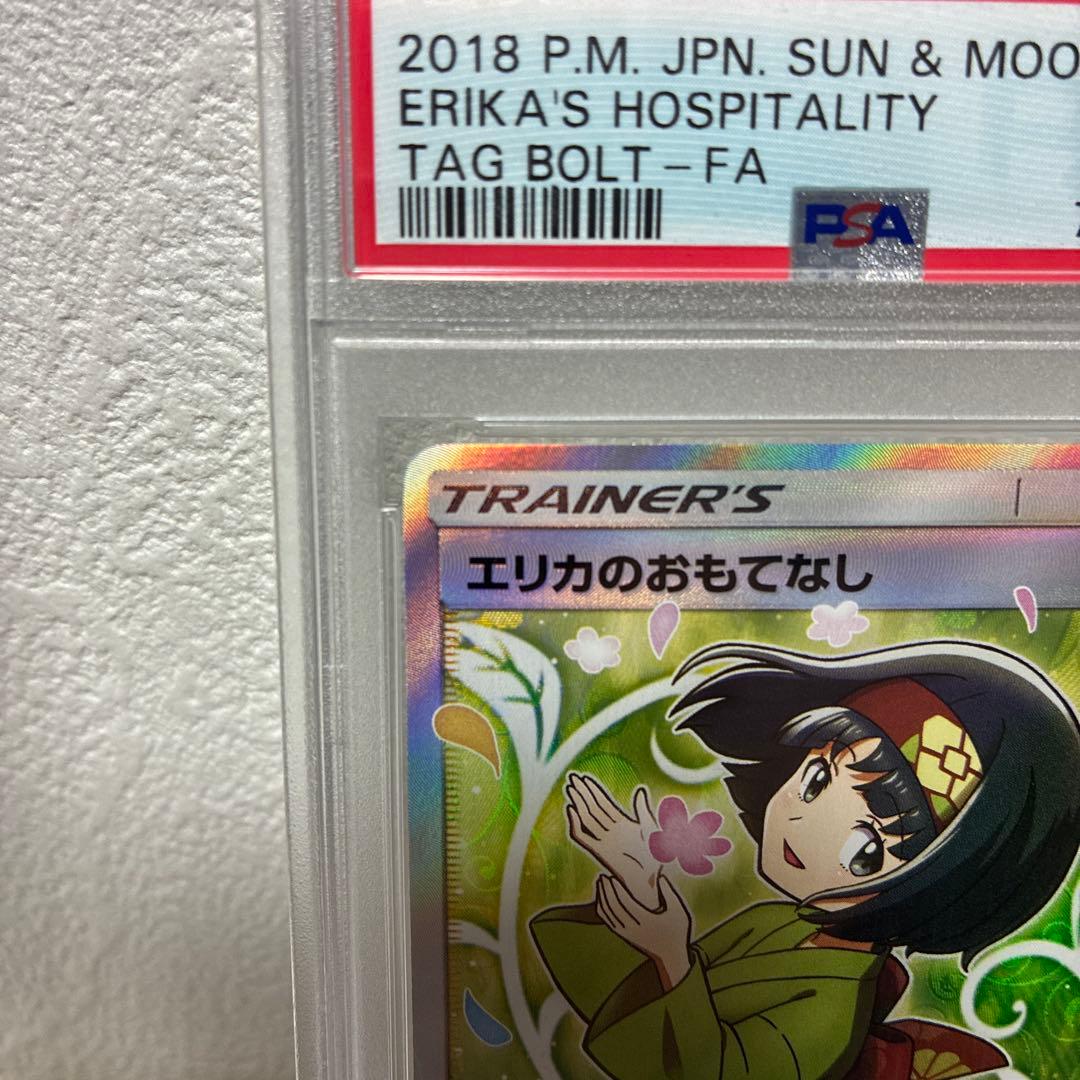 2018 P.M. JPN. SUN & MOO
ERIKA'S HOSPITALITY
TAG BOLT – FA
PSA
7
TRAINER'S
エリカのおもてなし